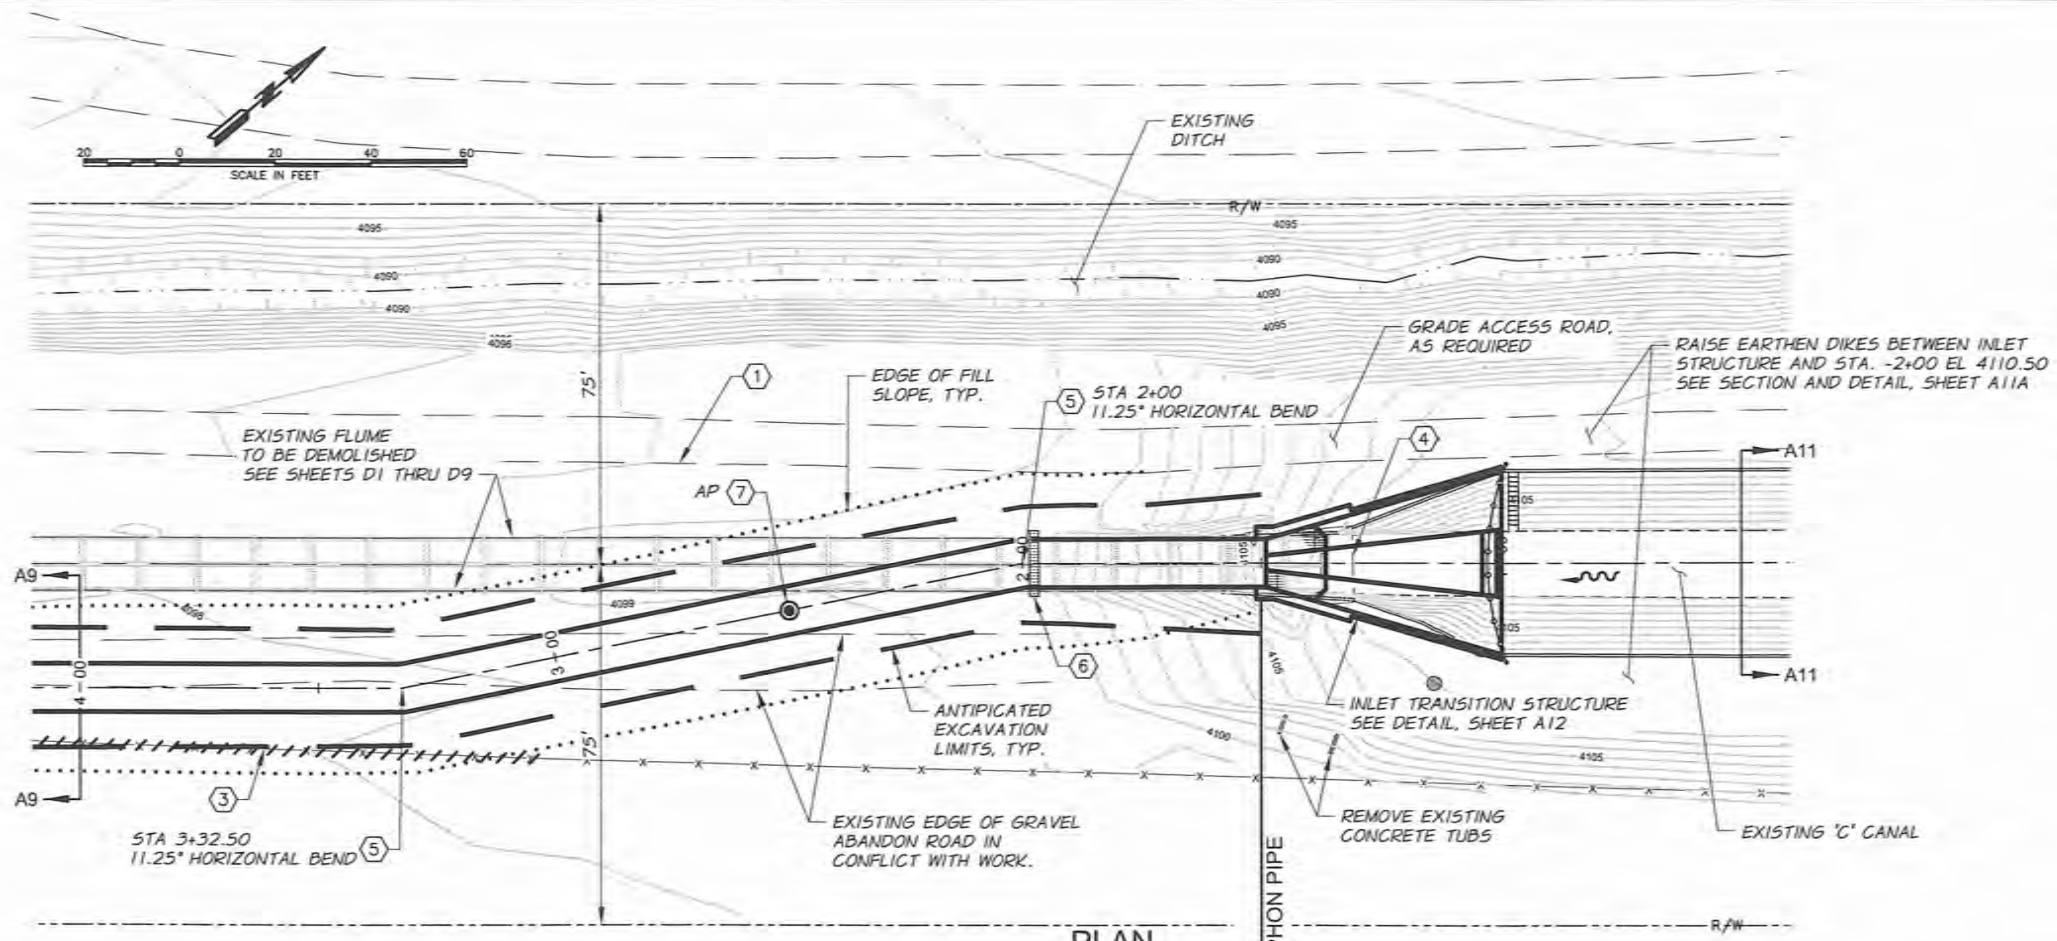 EXISTING
DITCH
20 0 20 40 60
SCALE IN FEET
R/W
4095
4095
4090
4090
4090
4090
4095
4095
GRADE ACCESS ROAD,
AS REQUIRED
RAISE EARTHEN DIKES BETWEEN INLET
STRUCTURE AND STA. -2+00 EL 4110.50
SEE SECTION AND DETAIL, SHEET A11A
75'
1
EDGE OF FILL
SLOPE, TYP.
5
STA 2+00
11.25° HORIZONTAL BEND
EXISTING FLUME
TO BE DEMOLISHED
SEE SHEETS D1 THRU D9
4
A11
AP 7
A9
4105
4099
4098
3-00
4-00
6
A11
75'
ANTIPICATED
EXCAVATION
LIMITS, TYP.
INLET TRANSITION STRUCTURE
SEE DETAIL, SHEET A12
4105
4100
4105
A9
3
STA 3+32.50
11.25° HORIZONTAL BEND
5
EXISTING EDGE OF GRAVEL
ABANDON ROAD IN
CONFLICT WITH WORK.
REMOVE EXISTING
CONCRETE TUBS
EXISTING "C" CANAL
PHON PIPE
R/W
PLAN